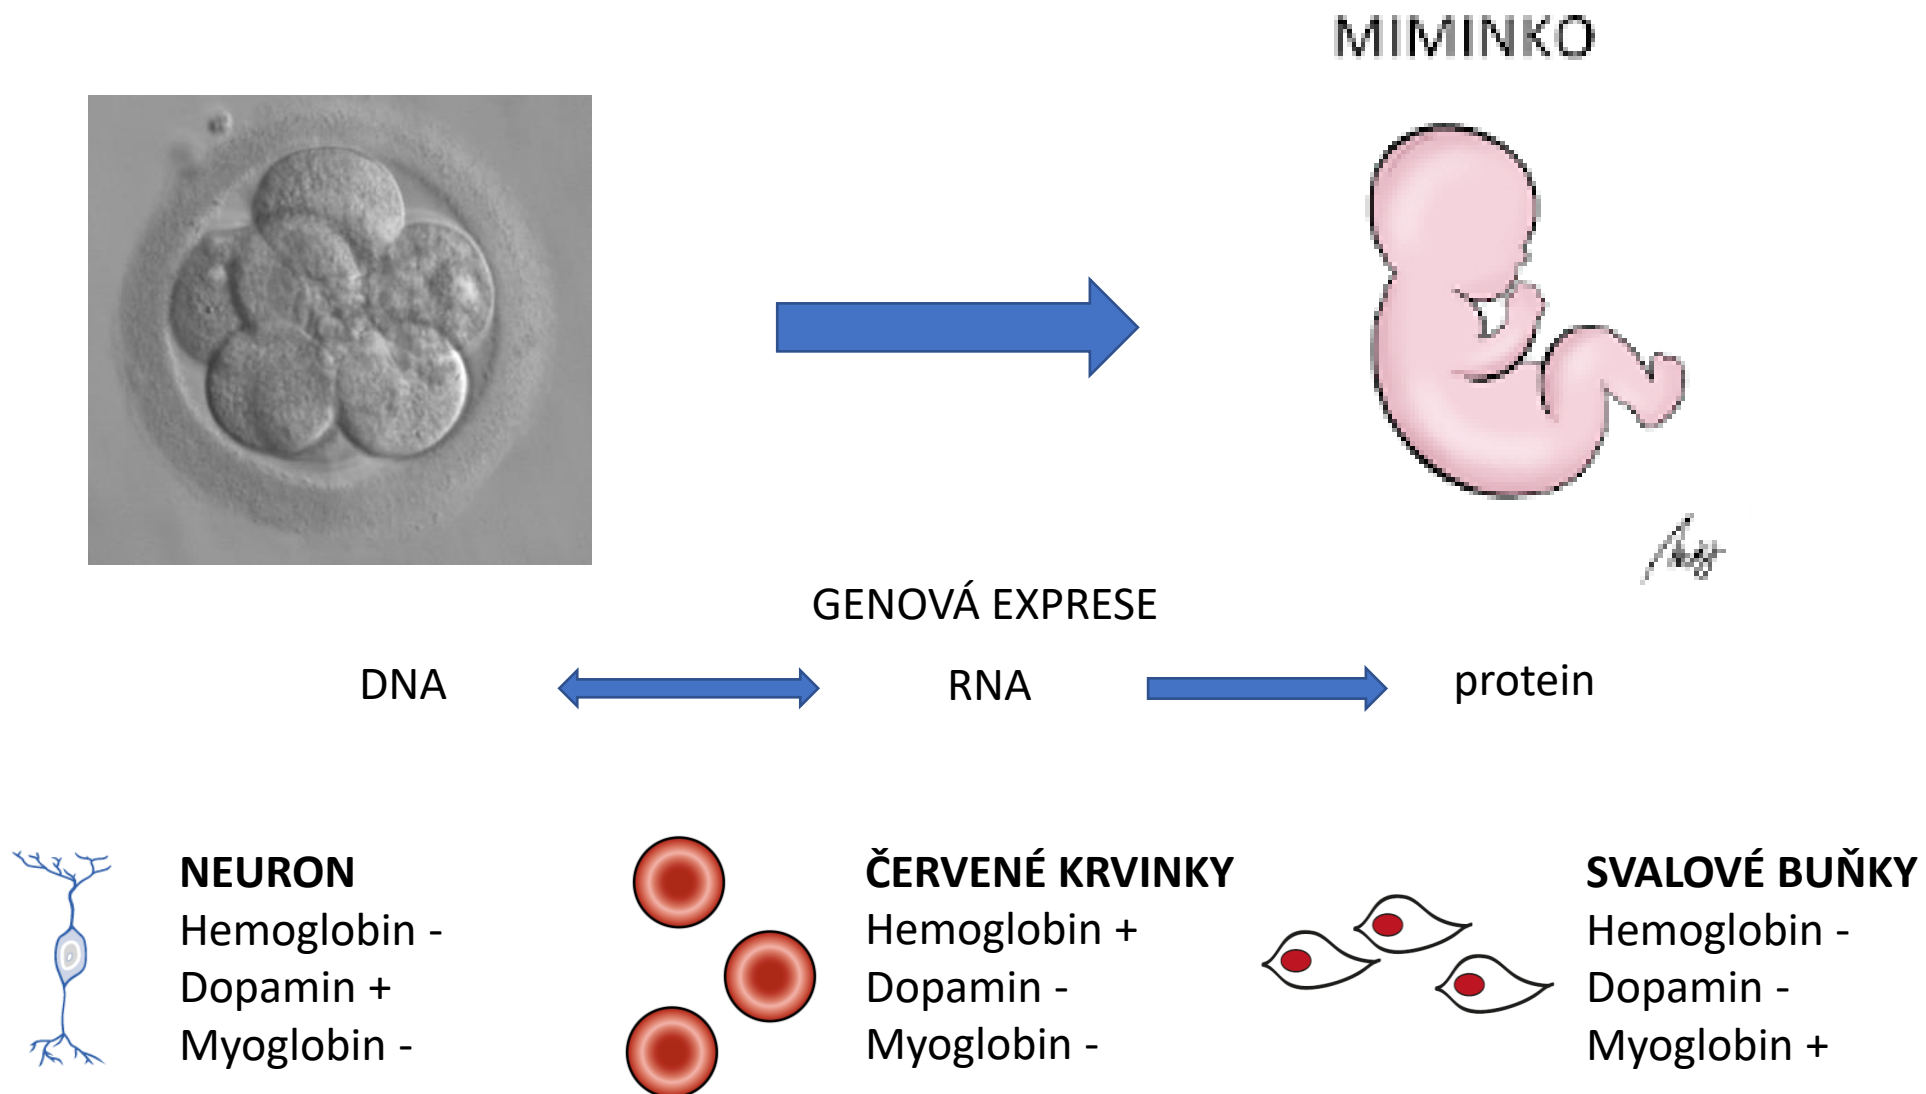 MIMINKO
GENOVÁ EXPRESE
DNA
RNA
protein
NEURON
Hemoglobin -
Dopamin +
Myoglobin -
ČERVENÉ KRVINKY
Hemoglobin +
Dopamin -
Myoglobin -
SVALOVÉ BUŇKY
Hemoglobin -
Dopamin -
Myoglobin +